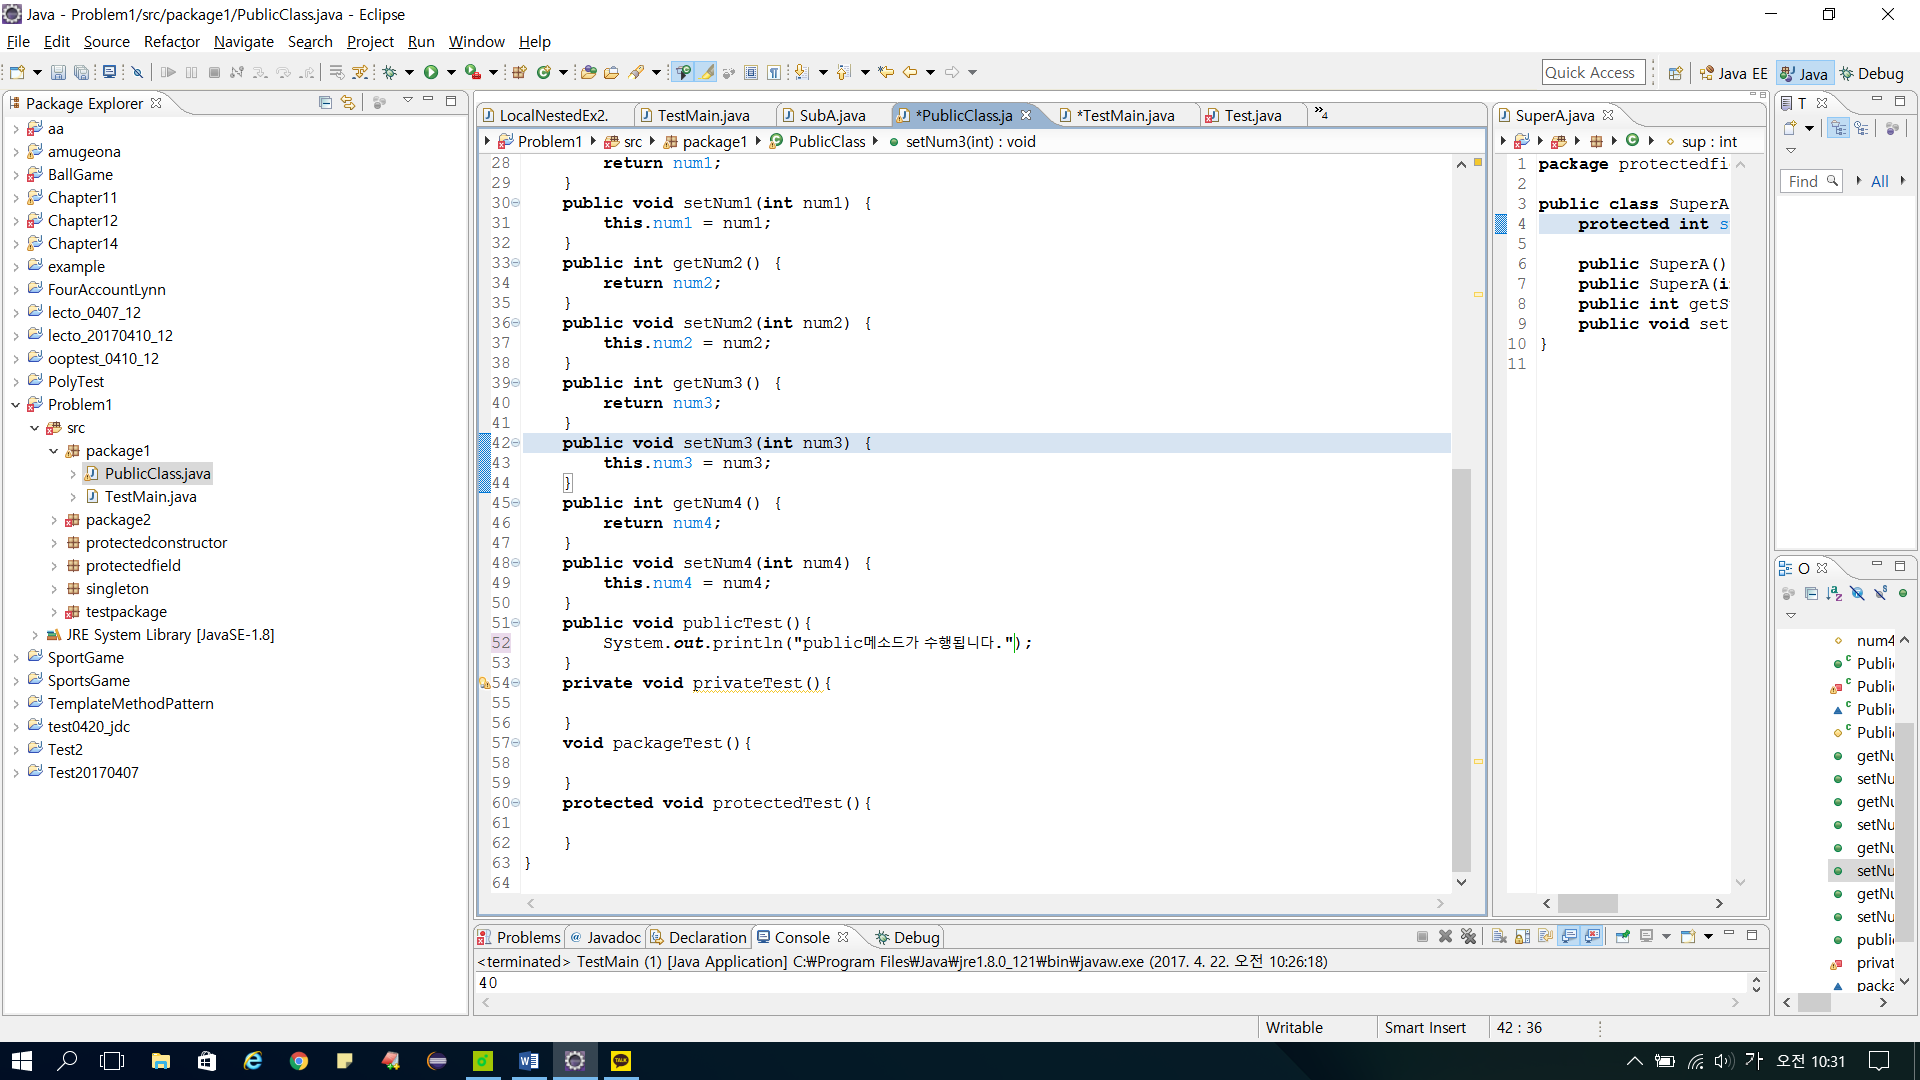 Java - Problem1/src/package1/PublicClass.java - Eclipse
File Edit Source Refactor Navigate Search Project Run Window Help
Quick Access
Java EE
Java
Debug
Package Explorer
aa
amugeona
BallGame
Chapter11
Chapter12
Chapter14
example
FourAccountLynn
lecto_0407_12
lecto_20170410_12
ooptest_0410_12
PolyTest
Problem1
src
package1
PublicClass.java
TestMain.java
package2
protectedconstructor
protectedfield
singleton
testpackage
JRE System Library [JavaSE-1.8]
SportGame
SportsGame
TemplateMethodPattern
test0420_jdc
Test2
Test20170407
LocalNestedEx2. TestMain.java SubA.java *PublicClass.ja *TestMain.java Test.java »4
Problem1 src package1 PublicClass setNum3(int) : void
28 return num1;
29 }
30 public void setNum1(int num1) {
31 this.num1 = num1;
32 }
33 public int getNum2() {
34 return num2;
35 }
36 public void setNum2(int num2) {
37 this.num2 = num2;
38 }
39 public int getNum3() {
40 return num3;
41 }
42 public void setNum3(int num3) {
43 this.num3 = num3;
44 }
45 public int getNum4() {
46 return num4;
47 }
48 public void setNum4(int num4) {
49 this.num4 = num4;
50 }
51 public void publicTest(){
52 System.out.println("public메소드가 수행됩니다.");
53 }
54 private void privateTest(){
55
56 }
57 void packageTest(){
58
59 }
60 protected void protectedTest(){
61
62 }
63 }
64
SuperA.java
sup : int
1 package protectedfi
2
3 public class SuperA
4 protected int s
5
6 public SuperA()
7 public SuperA(i
8 public int getS
9 public void set
10 }
11
T
Find
All
O
num4
Publi
Publi
Publi
Publi
getNu
setNu
getNu
setNu
getNu
setNu
getNu
setNu
publi
privat
packa
Problems Javadoc Declaration Console Debug
<terminated> TestMain (1) [Java Application] C:₩Program Files₩Java₩jre1.8.0_121₩bin₩javaw.exe (2017. 4. 22. 오전 10:26:18)
40
Writable Smart Insert 42 : 36
TALK
가 오전 10:31